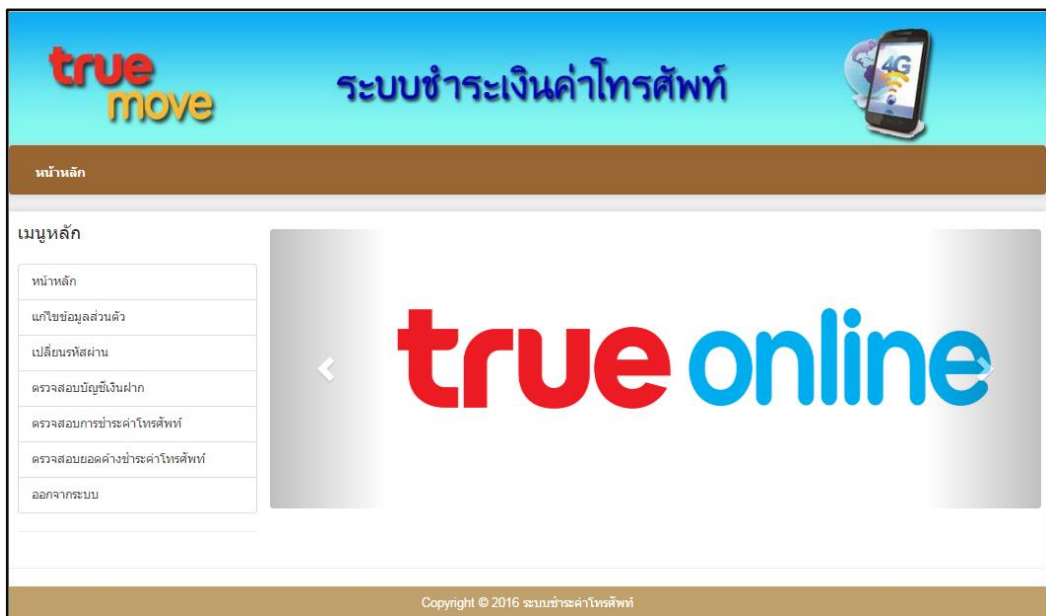 true
move
ระบบชำระเงินค่าโทรศัพท์
4G
หน้าหลัก
เมนูหลัก
หน้าหลัก
แก้ไขข้อมูลส่วนตัว
เปลี่ยนรหัสผ่าน
ตรวจสอบบัญชีเงินฝาก
ตรวจสอบการชำระค่าโทรศัพท์
ตรวจสอบยอดค้างชำระค่าโทรศัพท์
ออกจากระบบ
true online
Copyright © 2016 ระบบชำระค่าโทรศัพท์